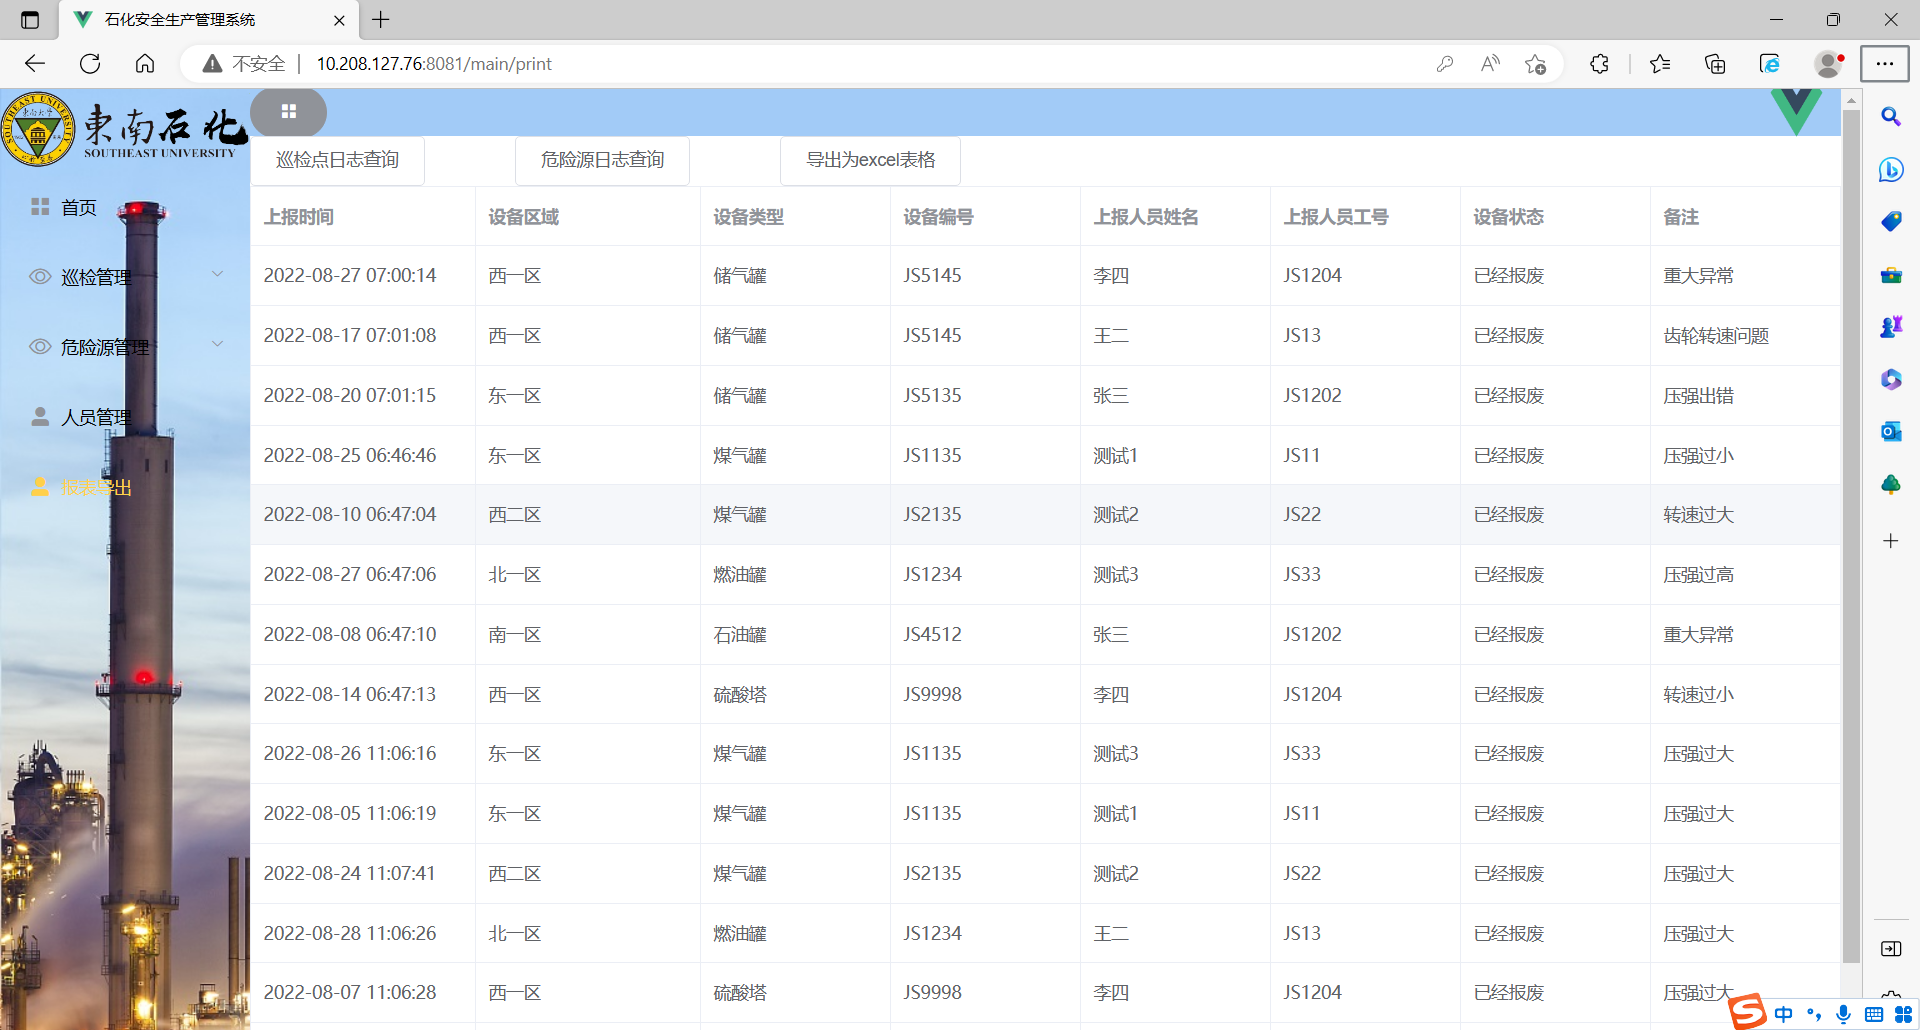 石化安全生产管理系统
不安全 10.208.127.76:8081/main/print
東南石化
SOUTHEAST UNIVERSITY
首页
巡检管理
危险源管理
人员管理
报表导出
巡检点日志查询 危险源日志查询 导出为excel表格
上报时间 设备区域 设备类型 设备编号 上报人员姓名 上报人员工号 设备状态 备注
2022-08-27 07:00:14 西一区 储气罐 JS5145 李四 JS1204 已经报废 重大异常
2022-08-17 07:01:08 西一区 储气罐 JS5145 王二 JS13 已经报废 齿轮转速问题
2022-08-20 07:01:15 东一区 储气罐 JS5135 张三 JS1202 已经报废 压强出错
2022-08-25 06:46:46 东一区 煤气罐 JS1135 测试1 JS11 已经报废 压强过小
2022-08-10 06:47:04 西二区 煤气罐 JS2135 测试2 JS22 已经报废 转速过大
2022-08-27 06:47:06 北一区 燃油罐 JS1234 测试3 JS33 已经报废 压强过高
2022-08-08 06:47:10 南一区 石油罐 JS4512 张三 JS1202 已经报废 重大异常
2022-08-14 06:47:13 西一区 硫酸塔 JS9998 李四 JS1204 已经报废 转速过小
2022-08-26 11:06:16 东一区 煤气罐 JS1135 测试3 JS33 已经报废 压强过大
2022-08-05 11:06:19 东一区 煤气罐 JS1135 测试1 JS11 已经报废 压强过大
2022-08-24 11:07:41 西二区 煤气罐 JS2135 测试2 JS22 已经报废 压强过大
2022-08-28 11:06:26 北一区 燃油罐 JS1234 王二 JS13 已经报废 压强过大
2022-08-07 11:06:28 西一区 硫酸塔 JS9998 李四 JS1204 已经报废 压强过大
中